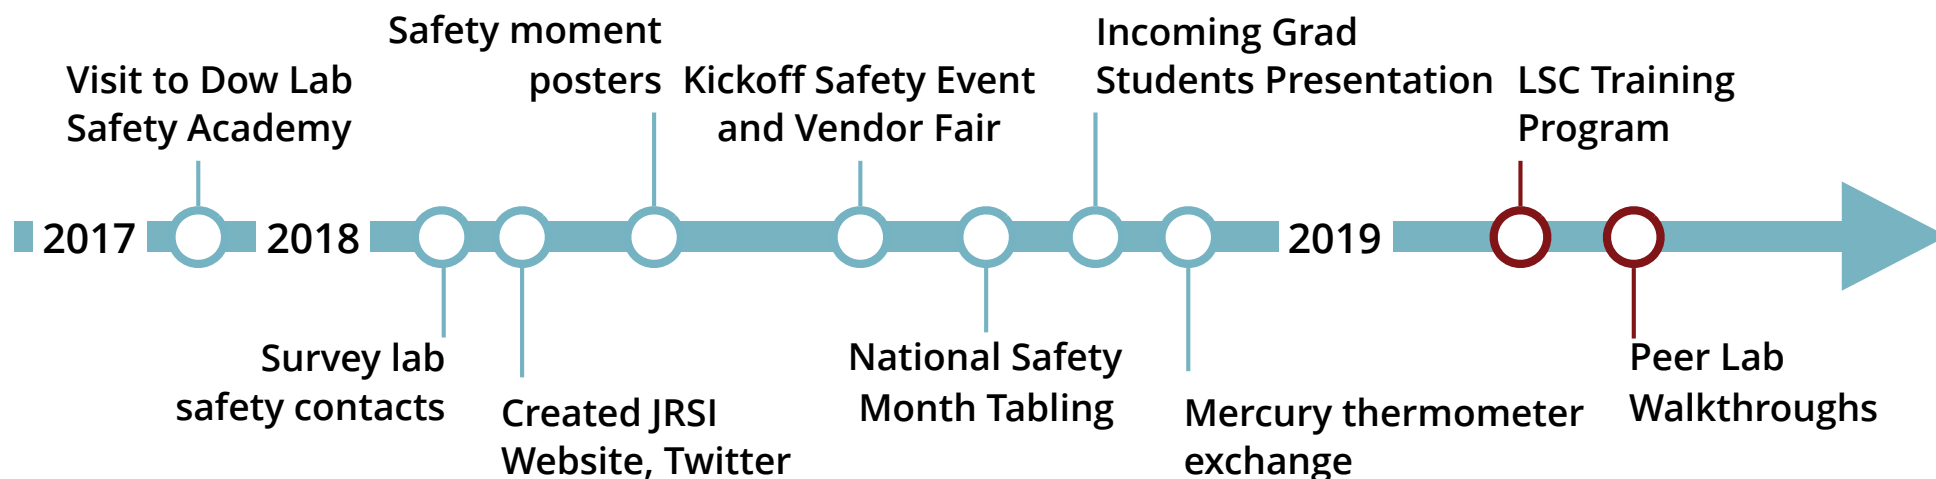 Safety moment
posters
Incoming Grad
Students Presentation
Visit to Dow Lab
Safety Academy
Kickoff Safety Event
and Vendor Fair
LSC Training
Program
2017
2018
2019
Survey lab
safety contacts
National Safety
Month Tabling
Peer Lab
Walkthroughs
Created JRSI
Website, Twitter
Mercury thermometer
exchange